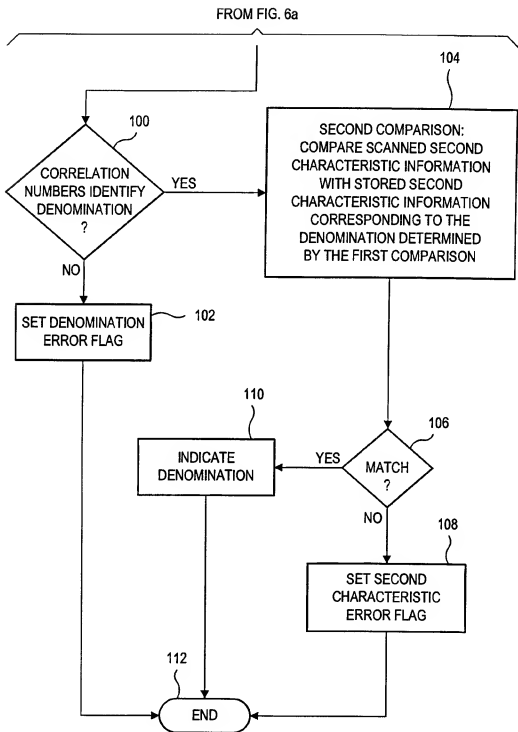 FROM FIG. 6a
100
CORRELATION
NUMBERS IDENTIFY
DENOMINATION
?
YES
NO
104
SECOND COMPARISON:
COMPARE SCANNED SECOND
CHARACTERISTIC INFORMATION
WITH STORED SECOND
CHARACTERISTIC INFORMATION
CORRESPONDING TO THE
DENOMINATION DETERMINED
BY THE FIRST COMPARISON
102
SET DENOMINATION
ERROR FLAG
110
INDICATE
DENOMINATION
YES
106
MATCH
?
NO
108
SET SECOND
CHARACTERISTIC
ERROR FLAG
112
END